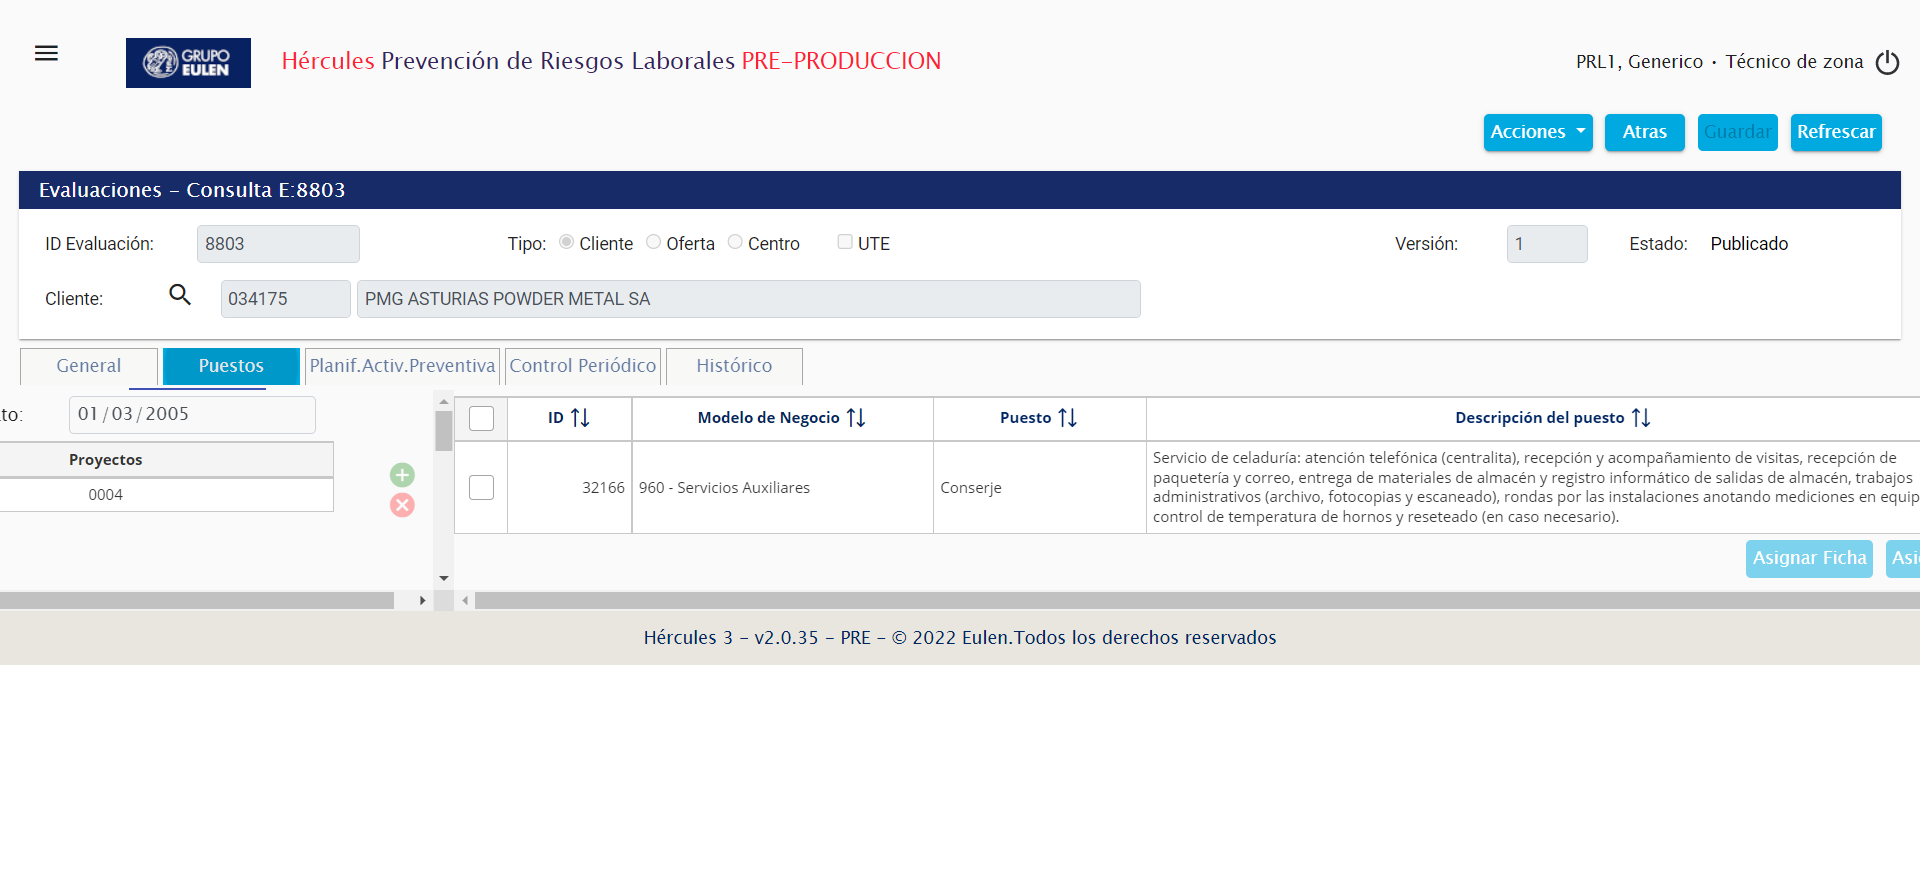 GRUPO
EULEN
Hércules Prevención de Riesgos Laborales PRE-PRODUCCION
PRL1, Generico · Técnico de zona
Acciones Atras Guardar Refrescar
Evaluaciones - Consulta E:8803
ID Evaluación: 8803 Tipo: Cliente Oferta Centro UTE Versión: 1 Estado: Publicado
Cliente: 034175 PMG ASTURIAS POWDER METAL SA
General Puestos Planif.Activ.Preventiva Control Periódico Histórico
to: 01/03/2005
Proyectos
0004
ID Modelo de Negocio Puesto Descripción del puesto
32166 960 - Servicios Auxiliares Conserje
Servicio de celaduría: atención telefónica (centralita), recepción y acompañamiento de visitas, recepción de
paquetería y correo, entrega de materiales de almacén y registro informático de salidas de almacén, trabajos
administrativos (archivo, fotocopias y escaneado), rondas por las instalaciones anotando mediciones en equip
control de temperatura de hornos y reseteado (en caso necesario).
Asignar Ficha Asi
Hércules 3 - v2.0.35 - PRE - © 2022 Eulen.Todos los derechos reservados